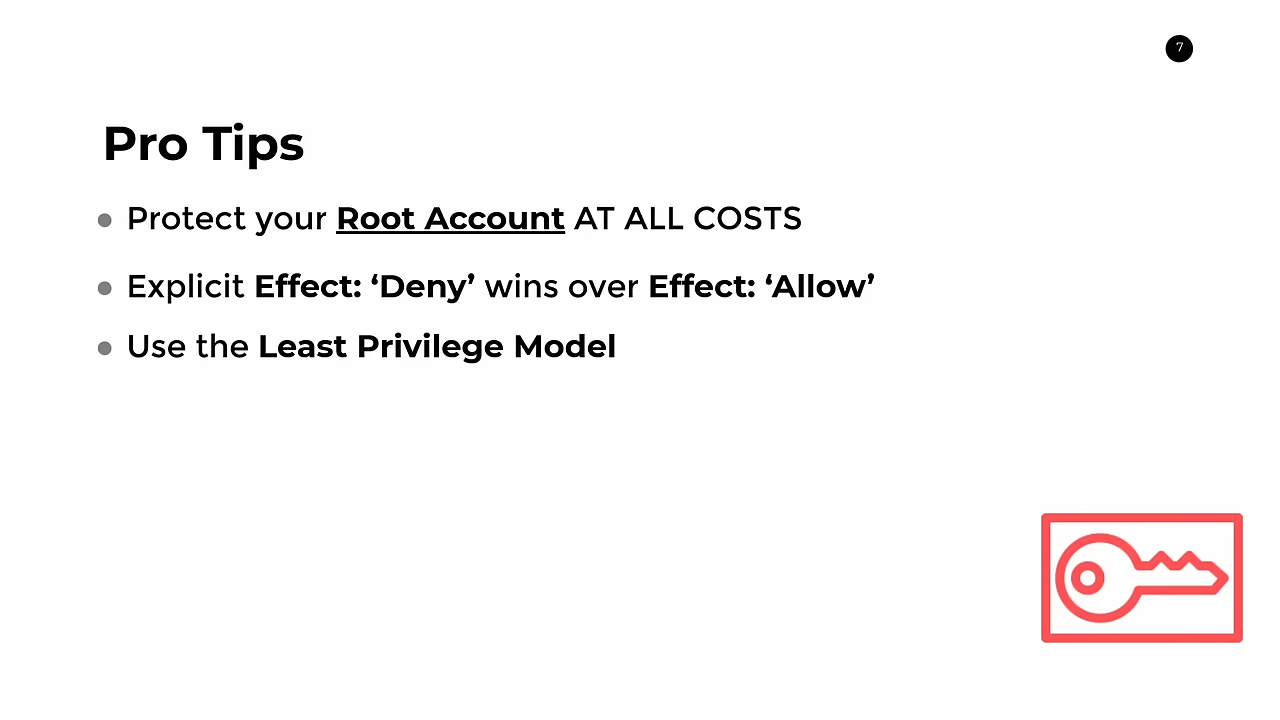 7
Pro Tips
● Protect your Root Account AT ALL COSTS
● Explicit Effect: ‘Deny’ wins over Effect: ‘Allow’
● Use the Least Privilege Model